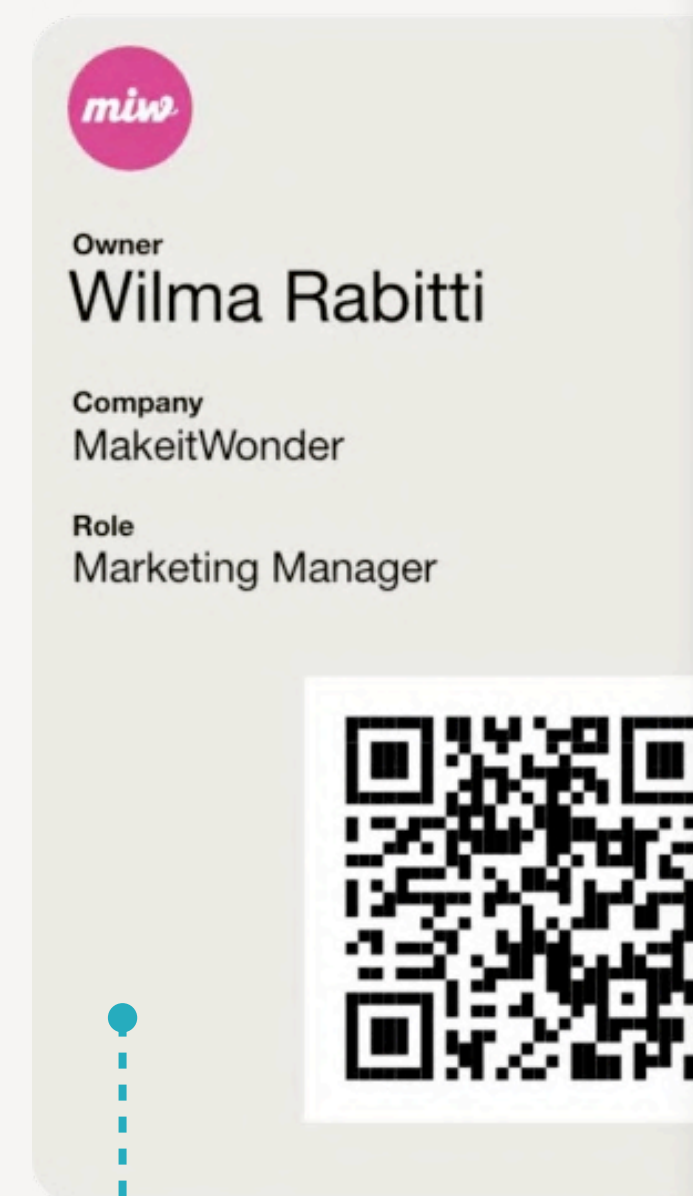 miw
Owner
Wilma Rabitti
Company
MakeitWonder
Role
Marketing Manager